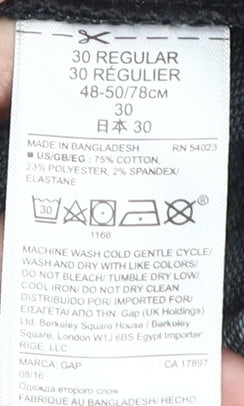 30 REGULAR
30 RÉGULIER
48-50/78CM
30
日本 30
MADE IN BANGLADESH RN 54023
■ US/GB/EG : 75% COTTON,
23% POLYESTER, 2% SPANDEX/
ELASTANE
30
1166
MACHINE WASH COLD GENTLE CYCLE/
WASH AND DRY WITH LIKE COLORS/
DO NOT BLEACH/ TUMBLE DRY LOW/
COOL IRON/ DO NOT DRY CLEAN
DISTRIBUIDO POR/ IMPORTED FOR/
ΕΙΣΑΓΕΤΑΙ ΑΠΟ ΤΗΝ: Gap (UK Holdings)
Ltd, Berkeley Square House / Berkeley
Square, London W1J 6BS Egypt Importer:
RIGE, LLC
MARCA: GAP CA 17897
08/16
Одежда второго слоя
FABRIQUÉ AU BANGLADESH/ HECHO